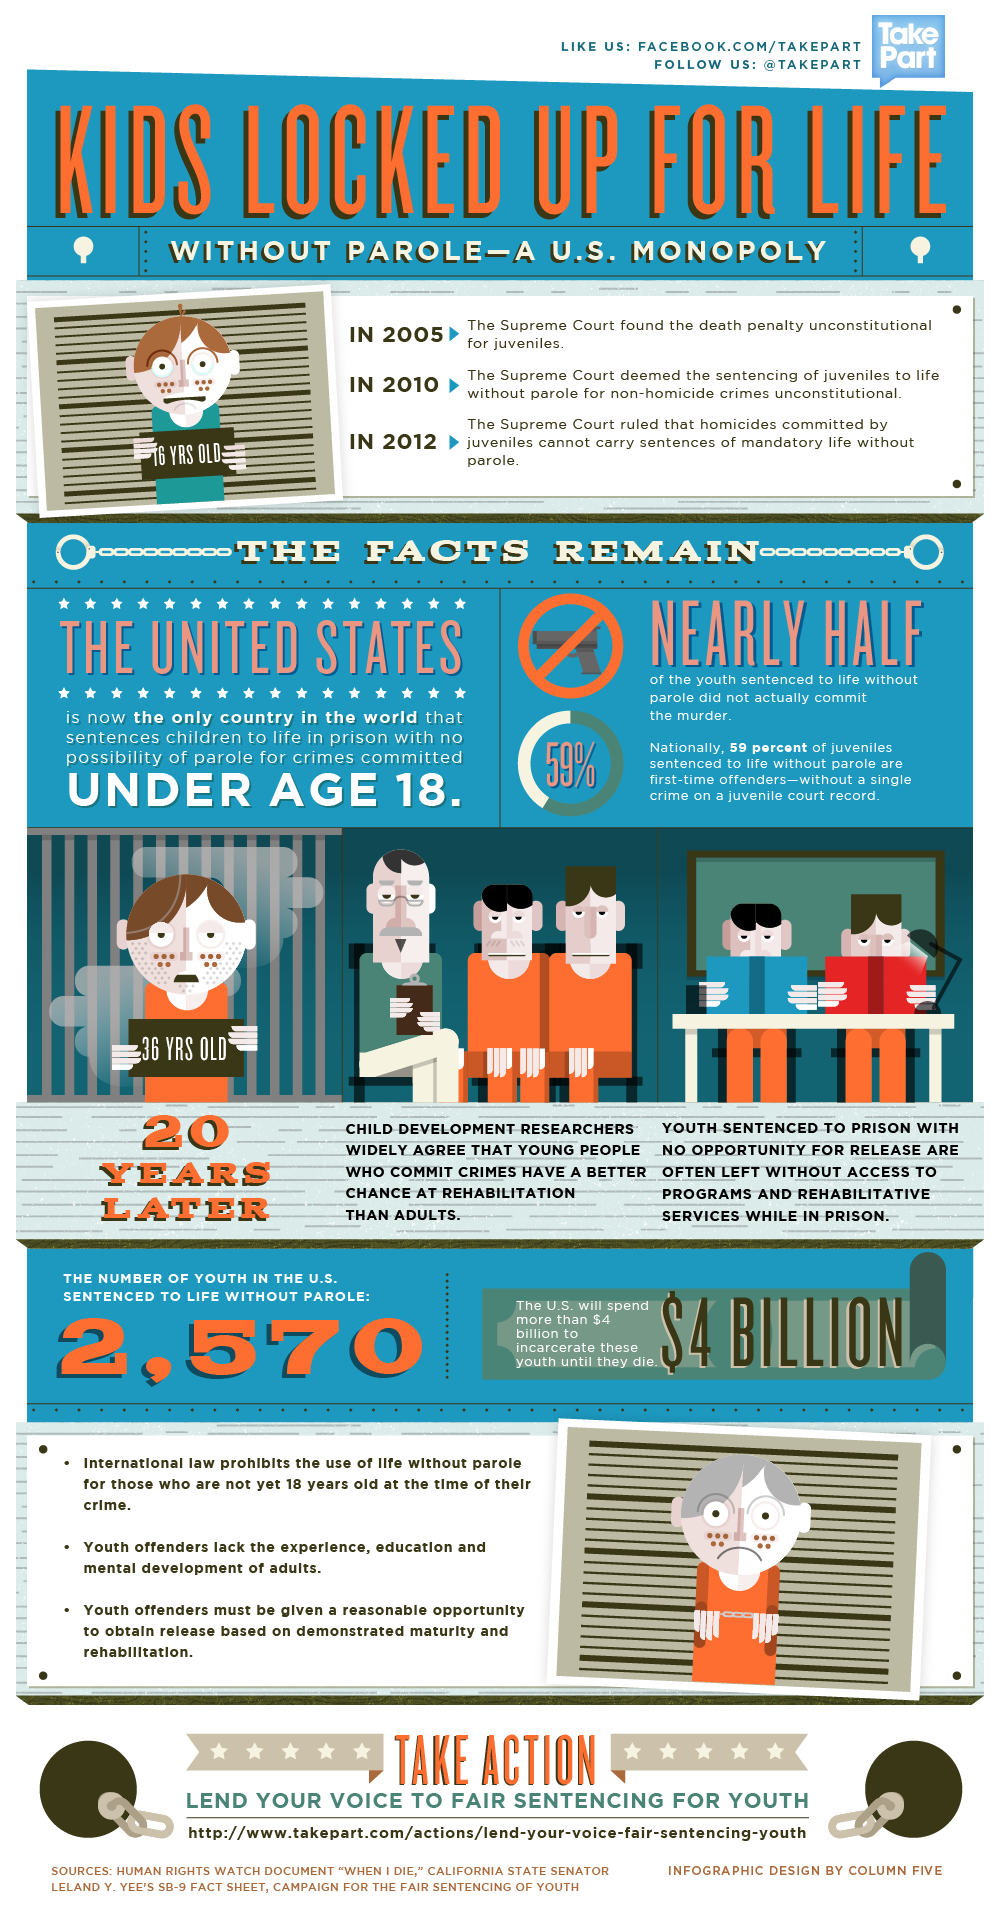 LIKE US: FACEBOOK.COM/TAKEPART
FOLLOW US: @TAKEPART
Take
Part
KIDS LOCKED UP FOR LIFE
WITHOUT PAROLE—A U.S. MONOPOLY
16 YRS OLD
IN 2005
The Supreme Court found the death penalty unconstitutional
for juveniles.
IN 2010
The Supreme Court deemed the sentencing of juveniles to life
without parole for non-homicide crimes unconstitutional.
IN 2012
The Supreme Court ruled that homicides committed by
juveniles cannot carry sentences of mandatory life without
parole.
THE FACTS REMAIN
THE UNITED STATES
is now the only country in the world that
sentences children to life in prison with no
possibility of parole for crimes committed
UNDER AGE 18.
NEARLY HALF
of the youth sentenced to life without
parole did not actually commit
the murder.
59%
Nationally, 59 percent of juveniles
sentenced to life without parole are
first-time offenders—without a single
crime on a juvenile court record.
36 YRS OLD
20
YEARS
LATER
CHILD DEVELOPMENT RESEARCHERS
WIDELY AGREE THAT YOUNG PEOPLE
WHO COMMIT CRIMES HAVE A BETTER
CHANCE AT REHABILITATION
THAN ADULTS.
YOUTH SENTENCED TO PRISON WITH
NO OPPORTUNITY FOR RELEASE ARE
OFTEN LEFT WITHOUT ACCESS TO
PROGRAMS AND REHABILITATIVE
SERVICES WHILE IN PRISON.
THE NUMBER OF YOUTH IN THE U.S.
SENTENCED TO LIFE WITHOUT PAROLE:
2,570
The U.S. will spend
more than $4
billion to
incarcerate these
youth until they die.
$4 BILLION
• International law prohibits the use of life without parole
for those who are not yet 18 years old at the time of their
crime.
• Youth offenders lack the experience, education and
mental development of adults.
• Youth offenders must be given a reasonable opportunity
to obtain release based on demonstrated maturity and
rehabilitation.
TAKE ACTION
LEND YOUR VOICE TO FAIR SENTENCING FOR YOUTH
http://www.takepart.com/actions/lend-your-voice-fair-sentencing-youth
SOURCES: HUMAN RIGHTS WATCH DOCUMENT “WHEN I DIE,” CALIFORNIA STATE SENATOR
LELAND Y. YEE'S SB-9 FACT SHEET, CAMPAIGN FOR THE FAIR SENTENCING OF YOUTH
INFOGRAPHIC DESIGN BY COLUMN FIVE